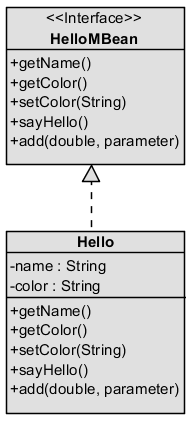 <<Interface>>
HelloMBean
+getName()
+getColor()
+setColor(String)
+sayHello()
+add(double, parameter)
Hello
-name : String
-color : String
+getName()
+getColor()
+setColor(String)
+sayHello()
+add(double, parameter)